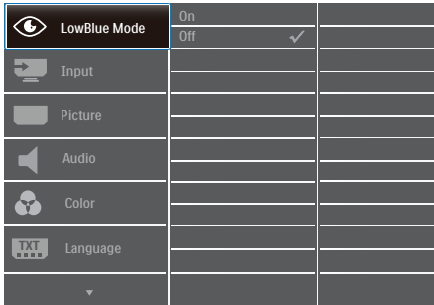 LowBlue Mode
On
Off
Input
Picture
Audio
Color
TXT
Language